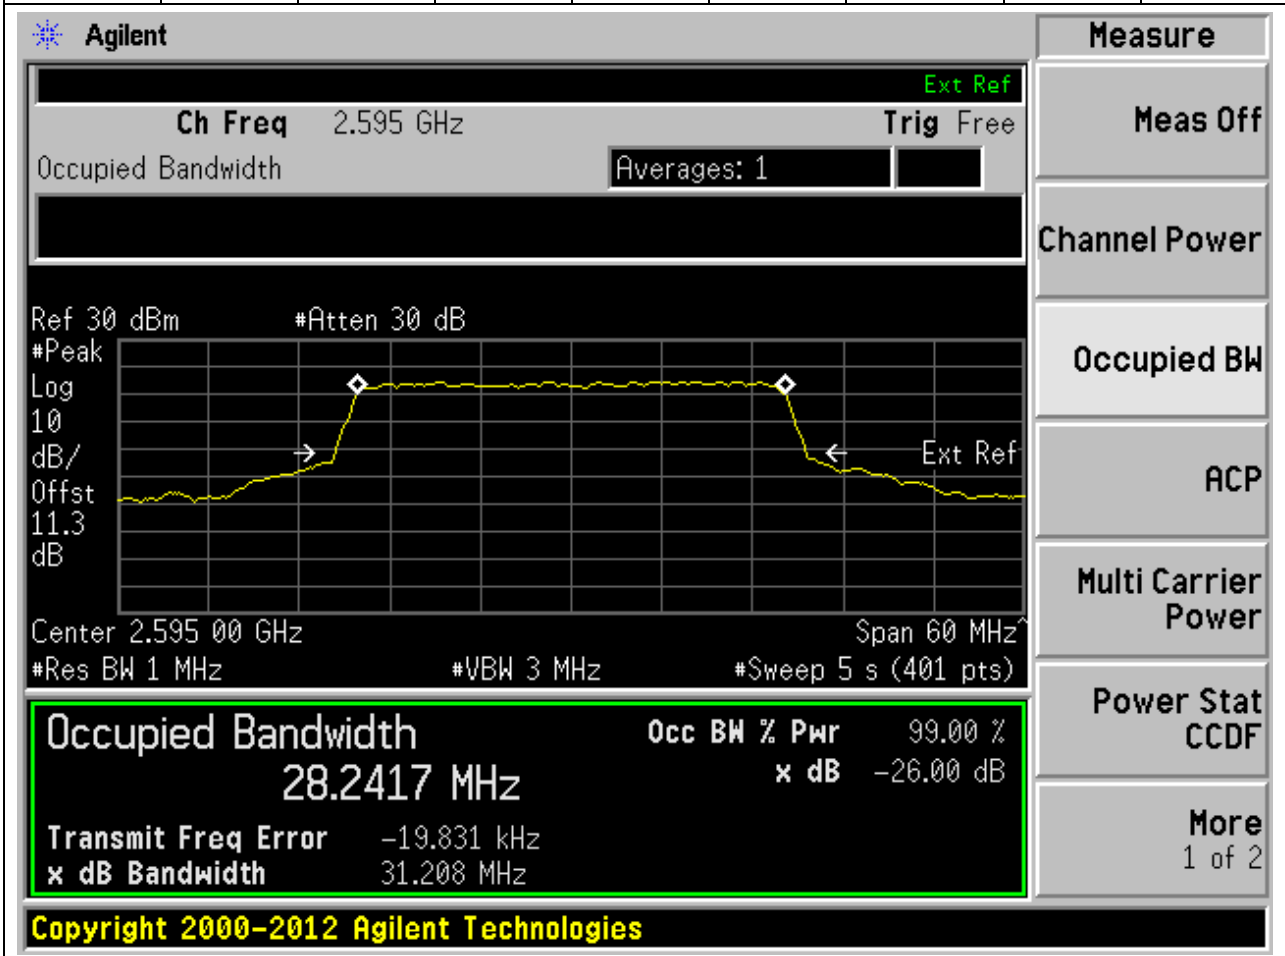 Agilent
Measure
Ext Ref
Ch Freq 2.595 GHz Trig Free
Meas Off
Occupied Bandwidth Averages: 1
Channel Power
Ref 30 dBm #Atten 30 dB
#Peak
Log
10
dB/
Offst
11.3
dB
Ext Ref
Occupied BW
ACP
Center 2.595 00 GHz Span 60 MHz^
#Res BW 1 MHz #VBW 3 MHz #Sweep 5 s (401 pts)
Multi Carrier
Power
Occupied Bandwidth Occ BW % Pwr 99.00 %
28.2417 MHz x dB -26.00 dB
Transmit Freq Error -19.831 kHz
x dB Bandwidth 31.208 MHz
Power Stat
CCDF
More
1 of 2
Copyright 2000-2012 Agilent Technologies